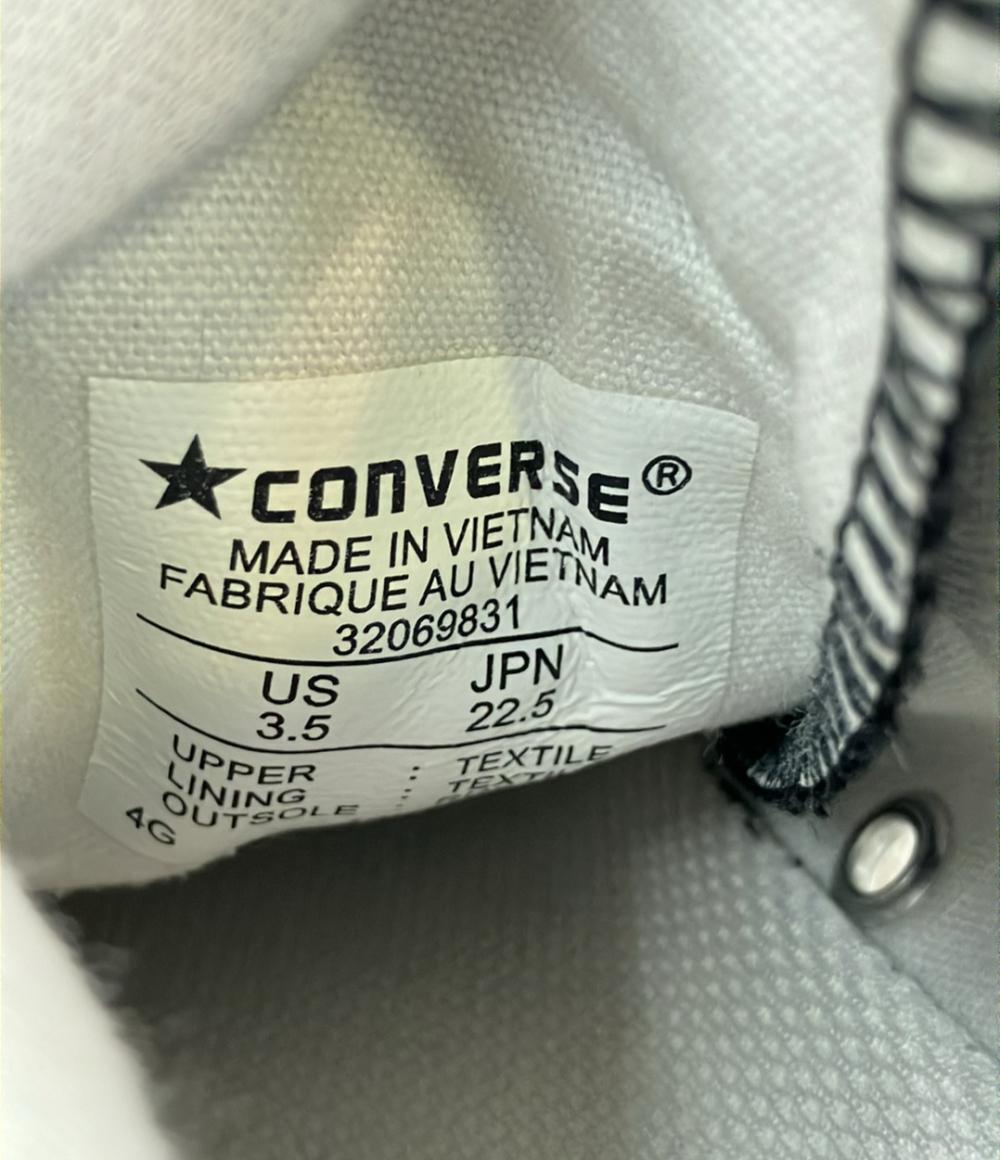 ★CONVERSE®
MADE IN VIETNAM
FABRIQUE AU VIETNAM
32069831
US JPN
3.5 22.5
UPPER : TEXTILE
LINING :
OUTSOLE :
4G